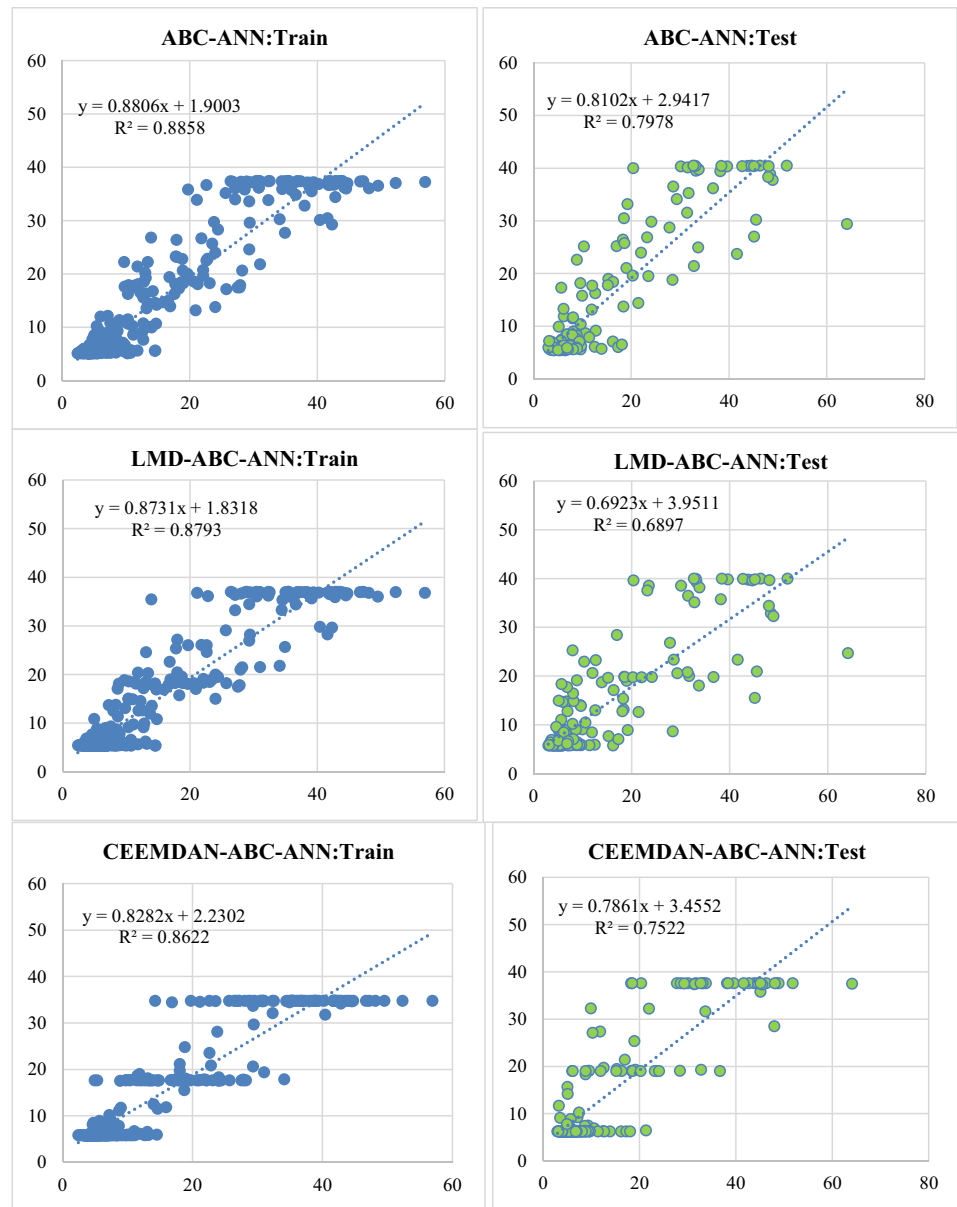 ABC-ANN:Train
60
50
40
30
20
10
0
y = 0.8806x + 1.9003
R² = 0.8858
0 20 40 60
ABC-ANN:Test
60
50
40
30
20
10
0
y = 0.8102x + 2.9417
R² = 0.7978
0 20 40 60 80
LMD-ABC-ANN:Train
60
50
40
30
20
10
0
y = 0.8731x + 1.8318
R² = 0.8793
0 20 40 60
LMD-ABC-ANN:Test
60
50
40
30
20
10
0
y = 0.6923x + 3.9511
R² = 0.6897
0 20 40 60 80
CEEMDAN-ABC-ANN:Train
60
50
40
30
20
10
0
y = 0.8282x + 2.2302
R² = 0.8622
0 20 40 60
CEEMDAN-ABC-ANN:Test
60
50
40
30
20
10
0
y = 0.7861x + 3.4552
R² = 0.7522
0 20 40 60 80